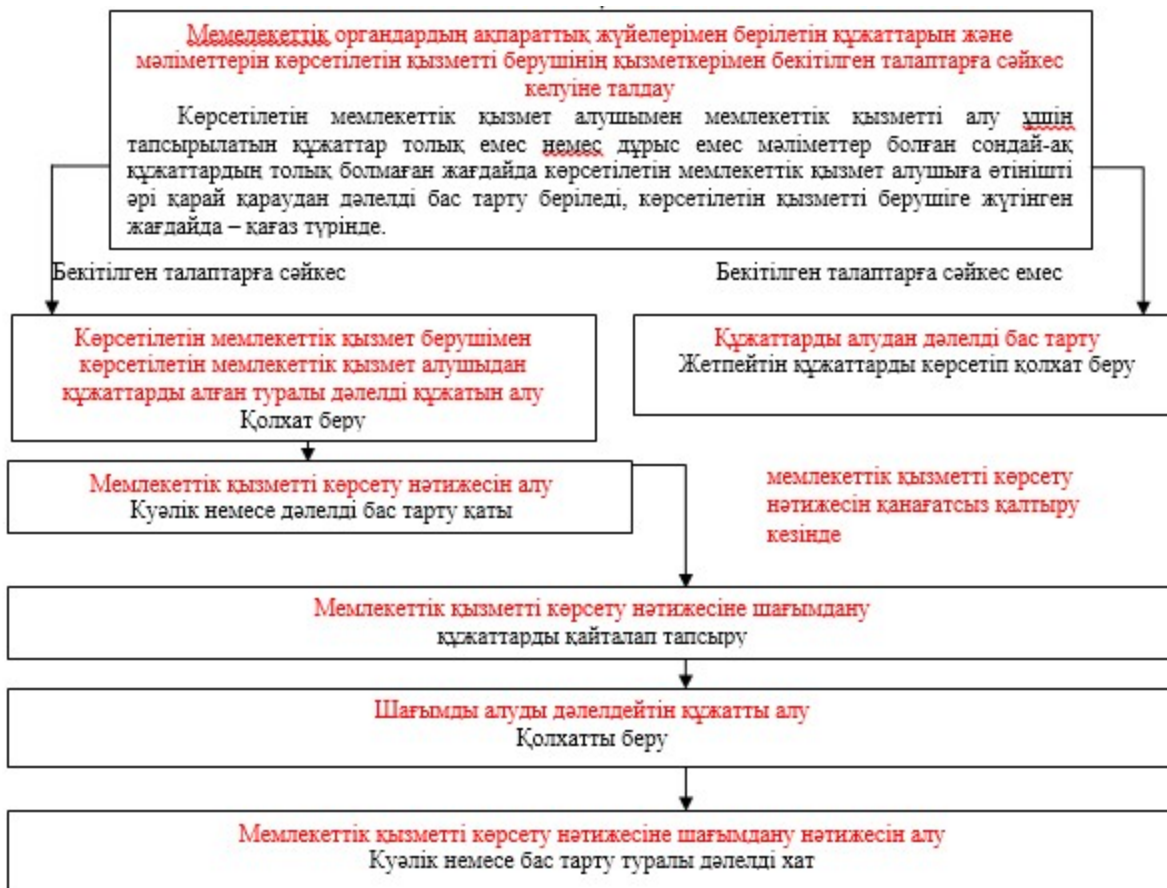 Мемелекеттік органдардың ақпараттық жүйелерімен берілетін құжаттарын және
мәліметтерін көрсетілетін қызметті берушінің қызметкерімен бекітілген талаптарға сәйкес
келуіне талдау
Көрсетілетін мемлекеттік қызмет алушымен мемлекеттік қызметті алу үшін
тапсырылатын құжаттар толық емес немес дұрыс емес мәліметтер болған сондай-ақ
құжаттардың толық болмаған жағдайда көрсетілетін мемлекеттік қызмет алушыға өтінішті
әрі қарай қараудан дәлелді бас тарту беріледі, көрсетілетін қызметті берушіге жүгінген
жағдайда – қағаз түрінде.
Бекітілген талаптарға сәйкес
Бекітілген талаптарға сәйкес емес
Көрсетілетін мемлекеттік қызмет берушімен
көрсетілетін мемлекеттік қызмет алушыдан
құжаттарды алған туралы дәлелді құжатын алу
Қолхат беру
Құжаттарды алудан дәлелді бас тарту
Жетпейтін құжаттарды көрсетіп қолхат беру
Мемлекеттік қызметті көрсету нәтижесін алу
Куәлік немесе дәлелді бас тарту қаты
мемлекеттік қызметті көрсету
нәтижесін қанағатсыз қалтыру
кезінде
Мемлекеттік қызметті көрсету нәтижесіне шағымдану
құжаттарды қайталап тапсыру
Шағымды алуды дәлелдейтін құжатты алу
Қолхатты беру
Мемлекеттік қызметті көрсету нәтижесіне шағымдану нәтижесін алу
Куәлік немесе бас тарту туралы дәлелді хат